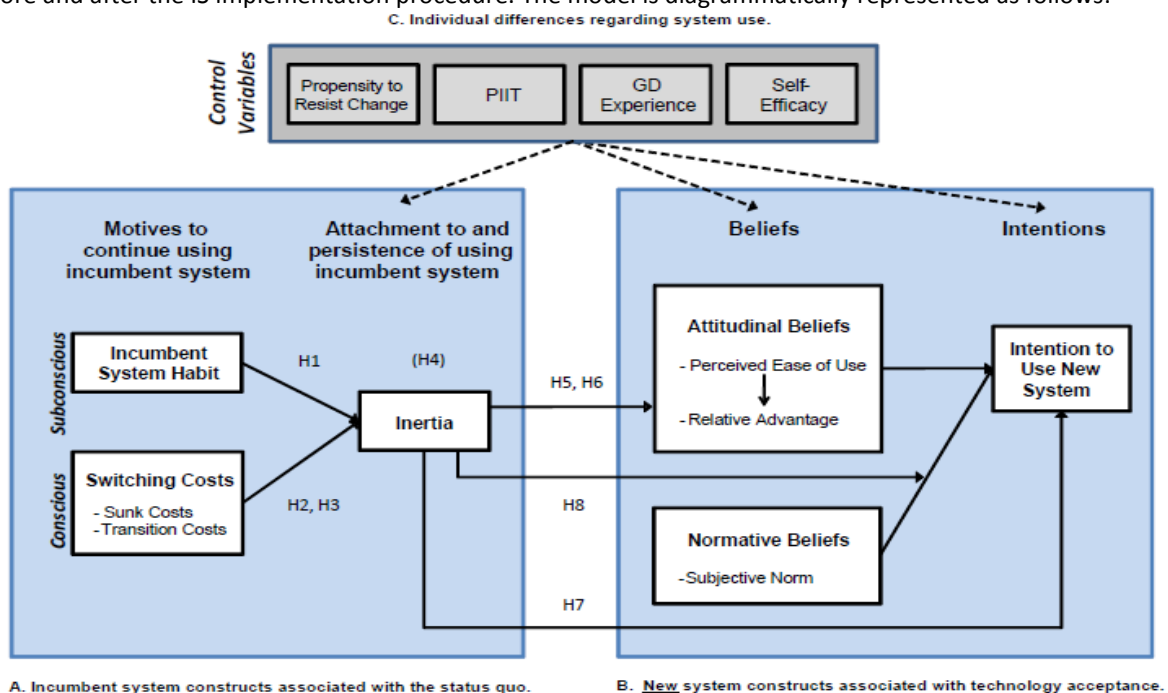 ore and after the IS implementation procedure. The model is diagrammatically represented as follows:
C. Individual differences regarding system use.
Control
Variables
Propensity to
Resist Change
PIIT
GD
Experience
Self-
Efficacy
Motives to
continue using
incumbent system
Attachment to and
persistence of using
incumbent system
Beliefs
Intentions
Subconscious
Incumbent
System Habit
H1
(H4)
Inertia
H5, H6
Attitudinal Beliefs
- Perceived Ease of Use
- Relative Advantage
Intention to
Use New
System
Conscious
Switching Costs
- Sunk Costs
- Transition Costs
H2, H3
H8
Normative Beliefs
- Subjective Norm
H7
A. Incumbent system constructs associated with the status quo.
B. New system constructs associated with technology acceptance.